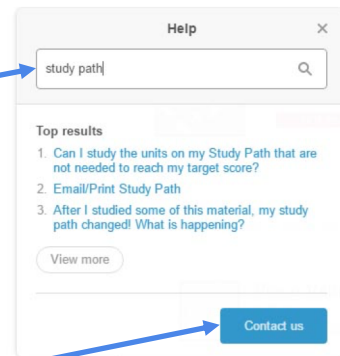 Help
study path
Top results
1. Can I study the units on my Study Path that are
not needed to reach my target score?
2. Email/Print Study Path
3. After I studied some of this material, my study
path changed! What is happening?
View more
Contact us